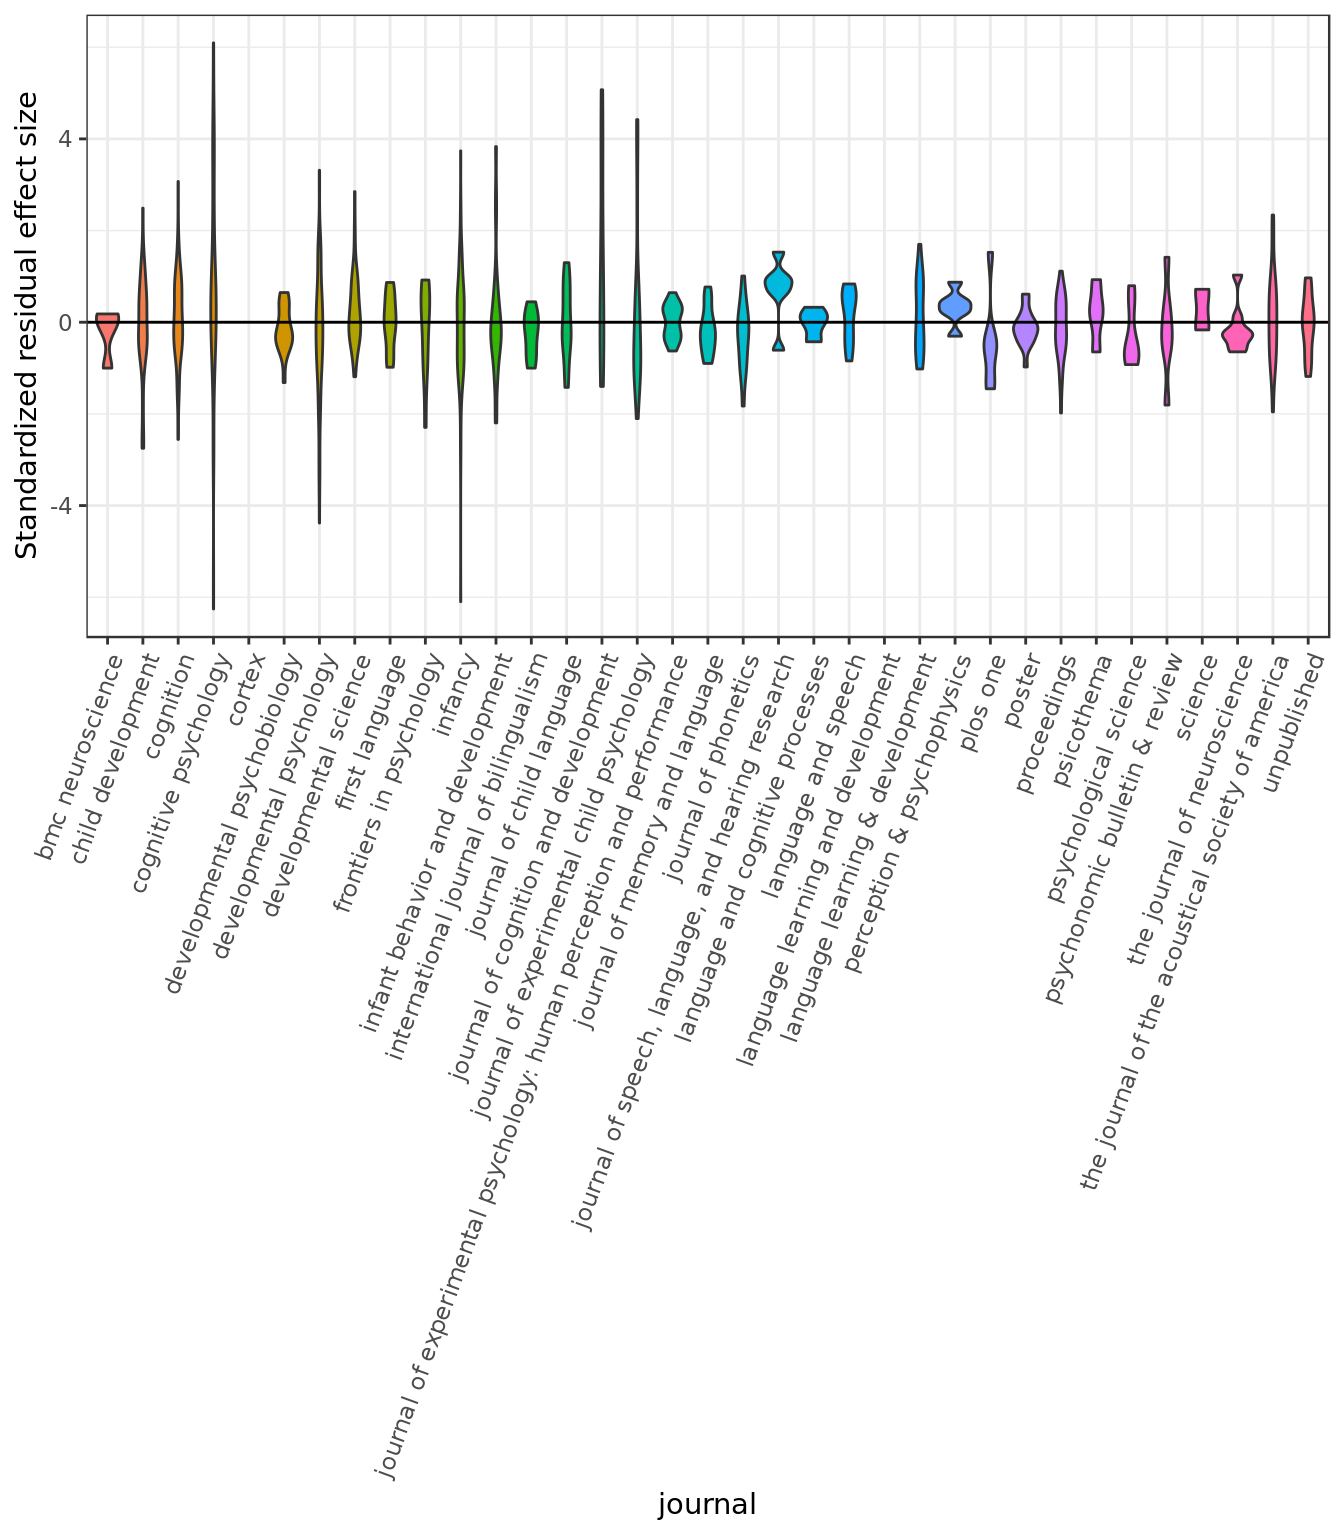 Standardized residual effect size
4
0
-4
bmc neuroscience
child development
cognition
cognitive psychology
cortex
developmental psychobiology
developmental psychology
developmental science
first language
frontiers in psychology
infancy
infant behavior and development
international journal of bilingualism
journal of child language
journal of cognition and development
journal of experimental child psychology
journal of experimental psychology: human perception and performance
journal of memory and language
journal of phonetics
journal of speech, language, and hearing research
language and cognitive processes
language and speech
language learning and development
language learning & development
perception & psychophysics
plos one
poster
proceedings
psicothema
psychological science
psychonomic bulletin & review
science
the journal of neuroscience
the journal of the acoustical society of america
unpublished
journal